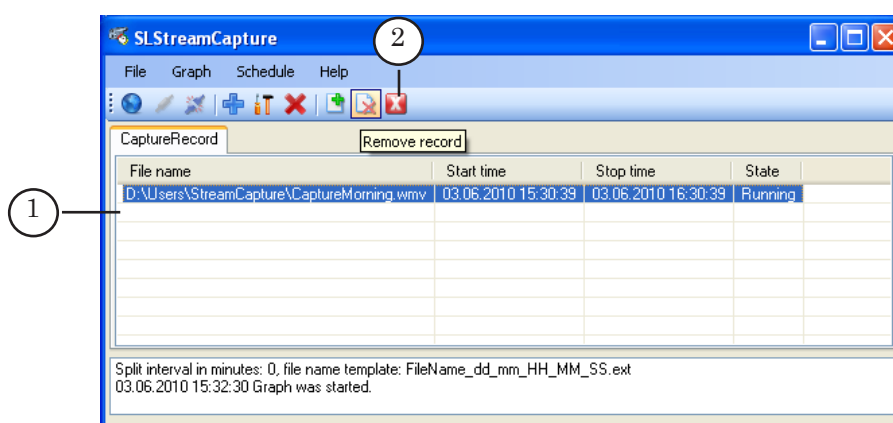 SLStreamCapture
2
File Graph Schedule Help
CaptureRecord
Remove record
File name Start time Stop time State
D:\Users\StreamCapture\CaptureMorning.wmv 03.06.2010 15:30:39 03.06.2010 16:30:39 Running
1
Split interval in minutes: 0, file name template: FileName_dd_mm_HH_MM_SS.ext
03.06.2010 15:32:30 Graph was started.